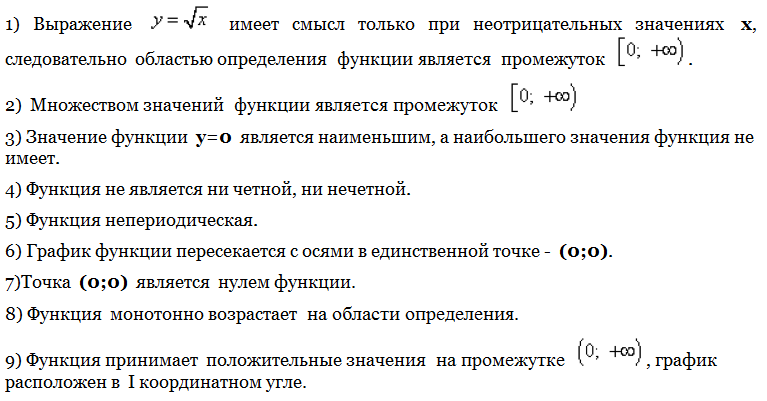 1) Выражение y = √x имеет смысл только при неотрицательных значениях x,
следовательно областью определения функции является промежуток [0; +∞).
2) Множеством значений функции является промежуток [0; +∞)
3) Значение функции y=0 является наименьшим, а наибольшего значения функция не
имеет.
4) Функция не является ни четной, ни нечетной.
5) Функция непериодическая.
6) График функции пересекается с осями в единственной точке - (0;0).
7)Точка (0;0) является нулем функции.
8) Функция монотонно возрастает на области определения.
9) Функция принимает положительные значения на промежутке (0; +∞), график
расположен в I координатном угле.